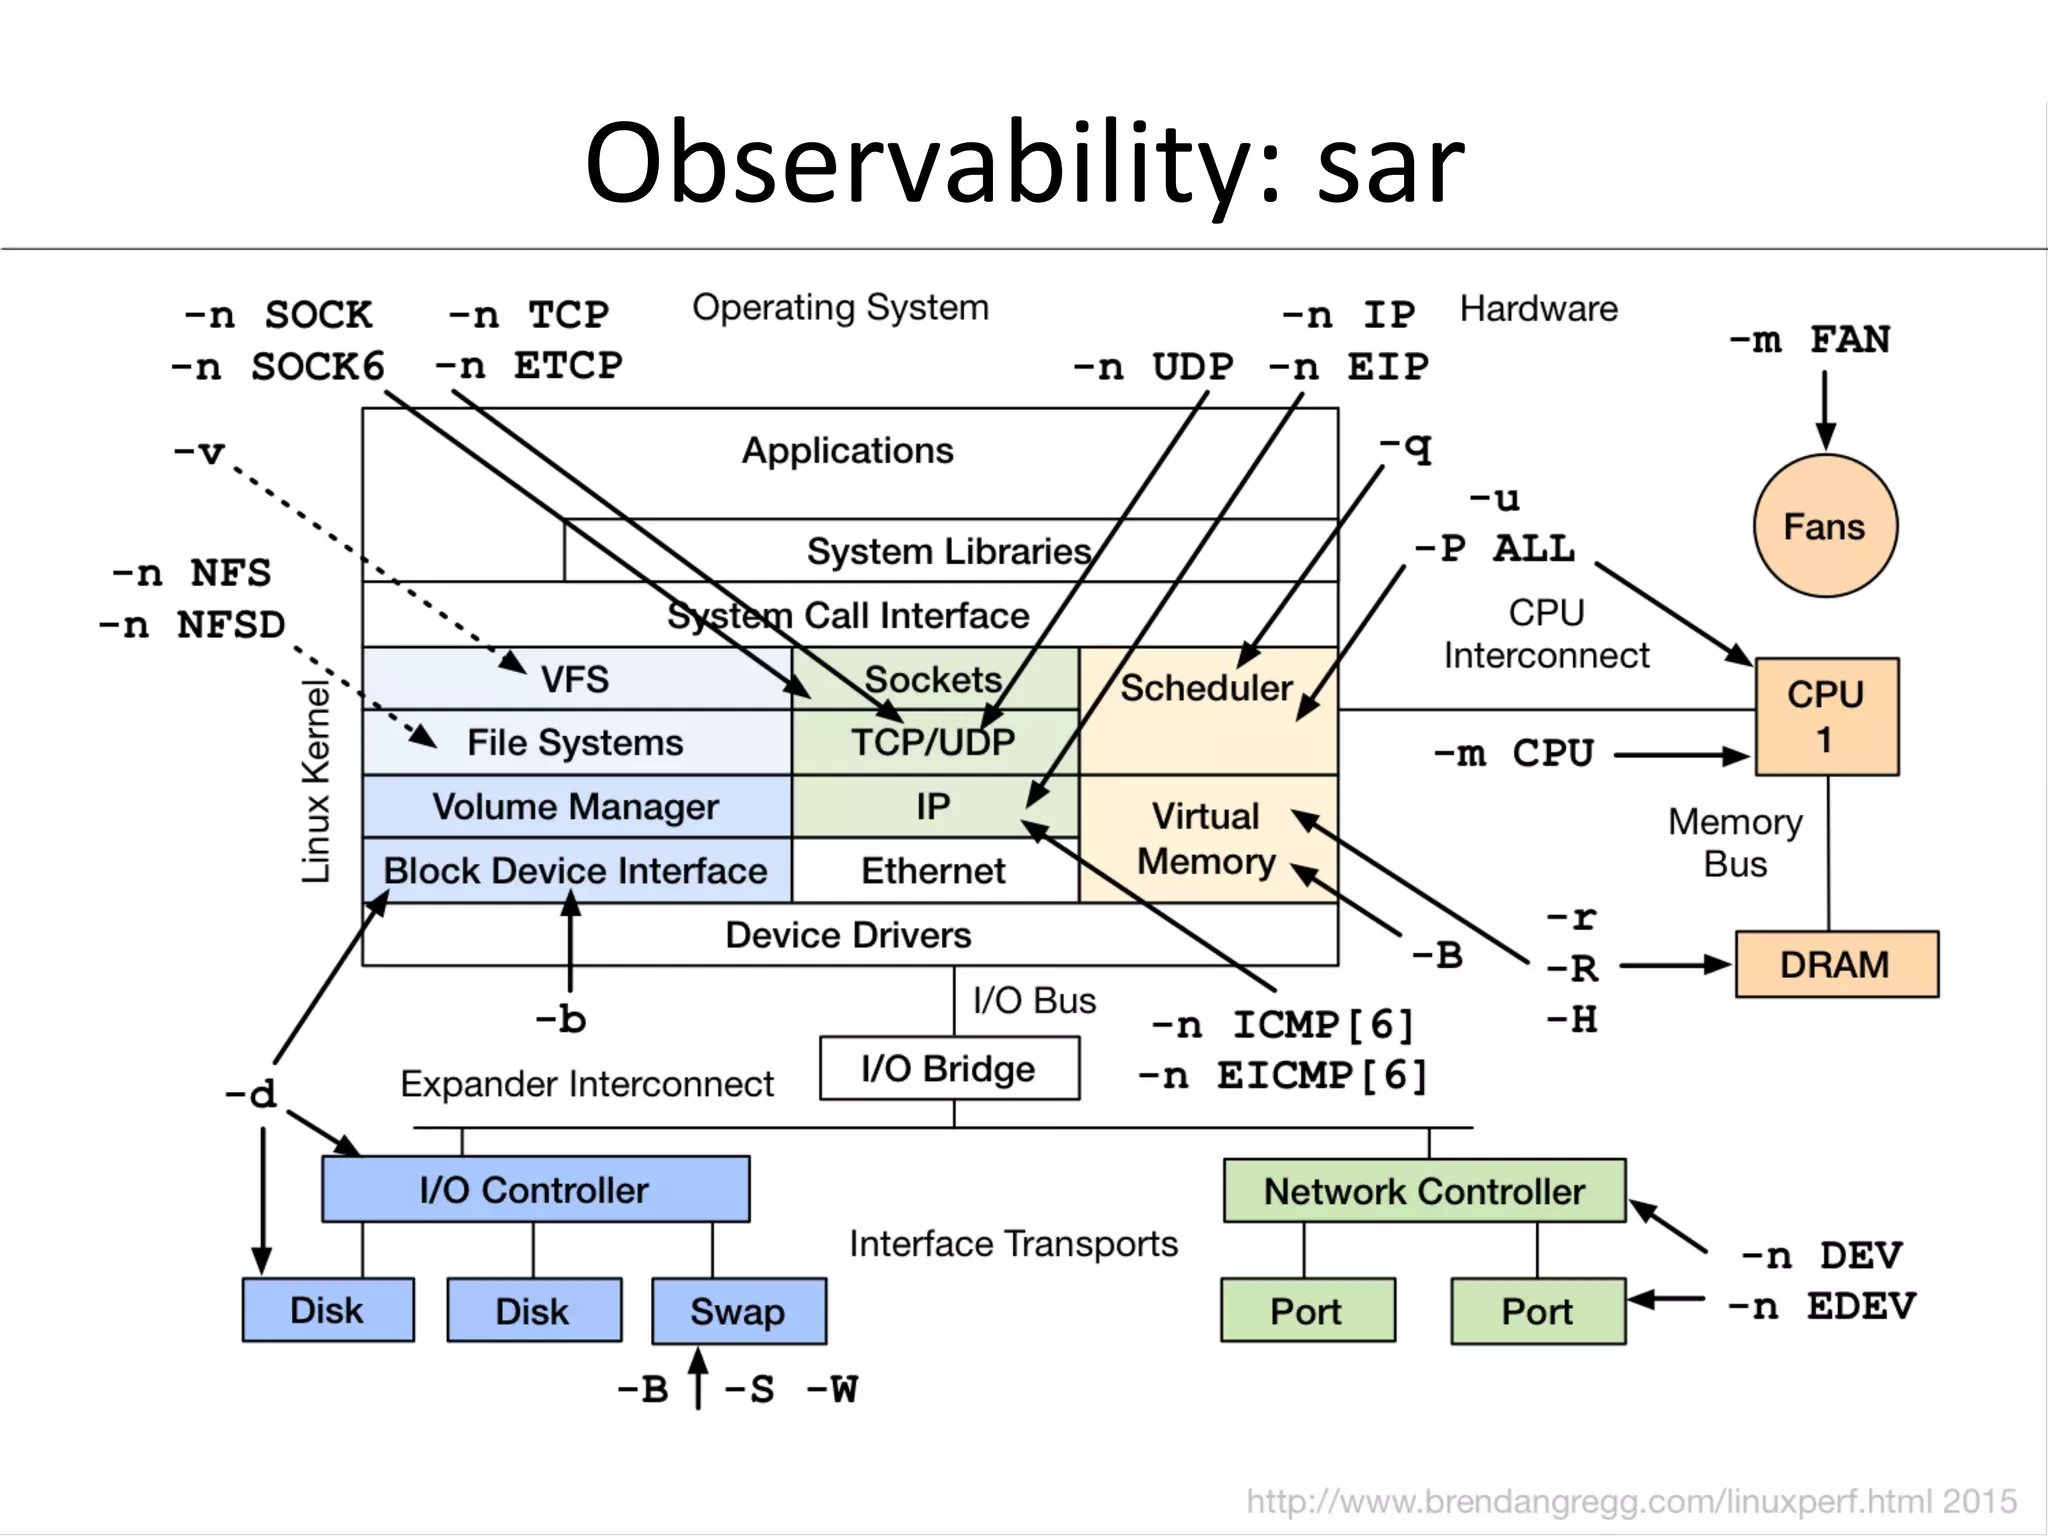 Observability: sar
-n SOCK
-n SOCK6
-n TCP
-n ETCP
Operating System
-n UDP
-n IP
-n EIP
Hardware
-m FAN
-v
Applications
-q
-u
-P ALL
Fans
System Libraries
-n NFS
-n NFSD
System Call Interface
CPU
Interconnect
Linux Kernel
VFS
Sockets
Scheduler
CPU
1
File Systems
TCP/UDP
-m CPU
Volume Manager
IP
Virtual
Memory
Memory
Bus
Block Device Interface
Ethernet
Device Drivers
-B
-r
-R
-H
DRAM
-b
I/O Bus
-n ICMP[6]
-n EICMP[6]
I/O Bridge
-d
Expander Interconnect
I/O Controller
Network Controller
Interface Transports
-n DEV
-n EDEV
Disk
Disk
Swap
Port
Port
-B
-S -W
http://www.brendangregg.com/linuxperf.html 2015